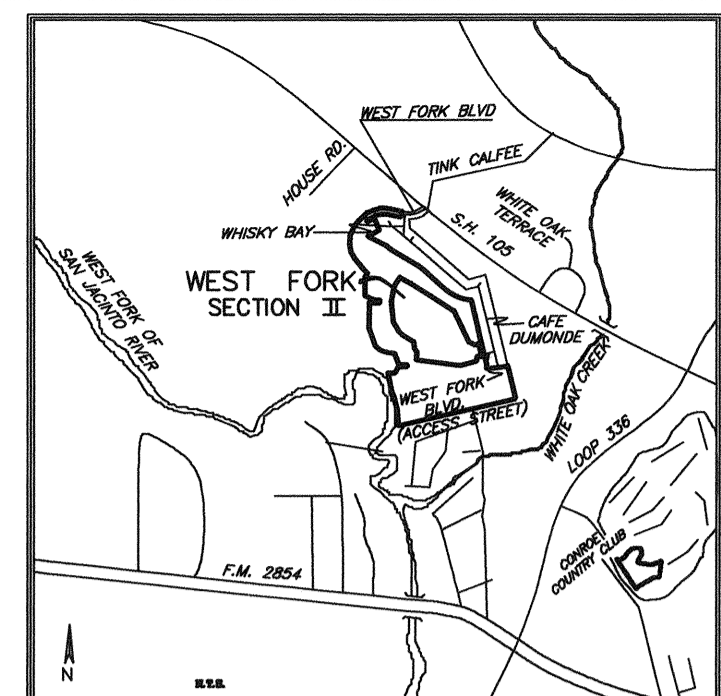 WEST FORK BLVD
TINK CALFEE
HOUSE RD.
WHITE OAK
TERRACE
S.H. 105
WHISKY BAY
WEST FORK
SECTION II
WEST FORK OF
SAN JACINTO RIVER
CAFE
DUMONDE
WEST FORK
BLVD.
(ACCESS STREET)
WHITE OAK CREEK
LOOP 336
CONROE
COUNTRY CLUB
F.M. 2854
N
N.T.S.